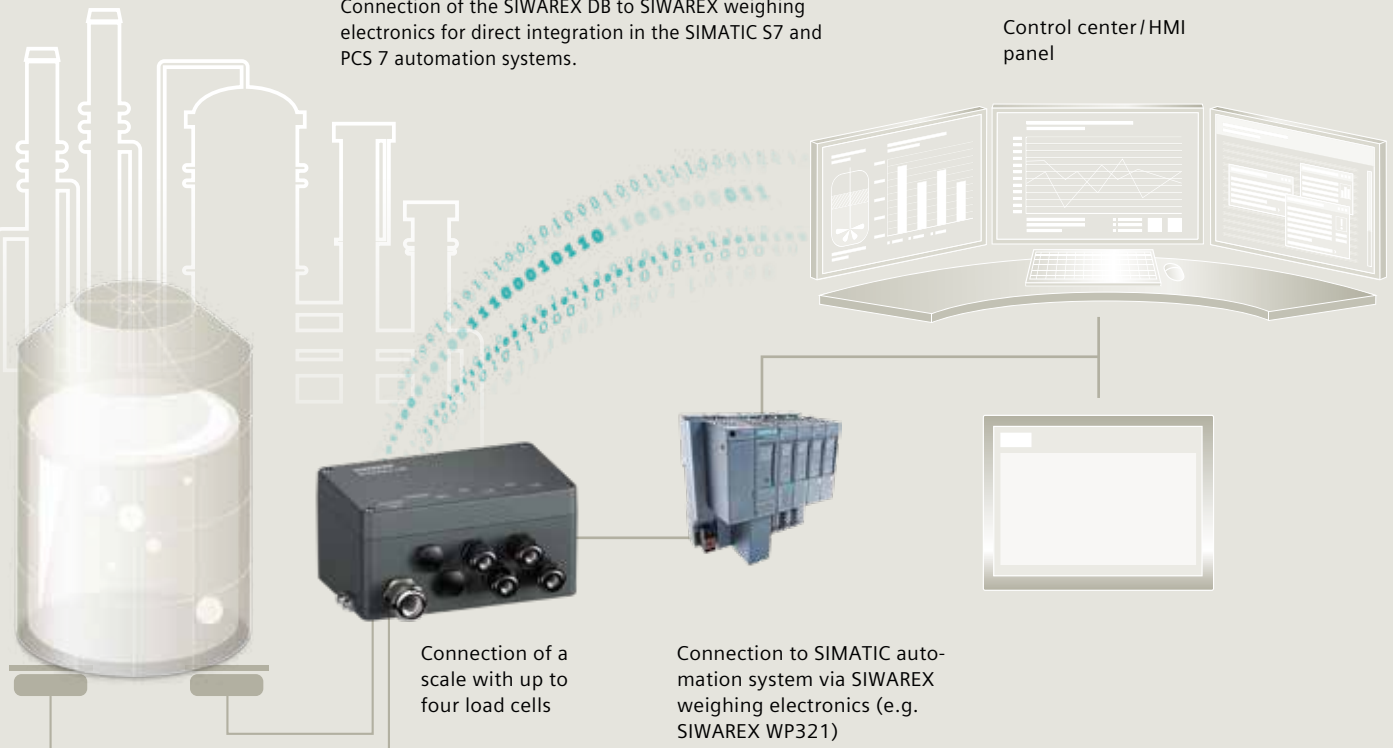 Connection of the SIWAREX DB to SIWAREX weighing
electronics for direct integration in the SIMATIC S7 and
PCS 7 automation systems.
Control center / HMI
panel
Connection of a
scale with up to
four load cells
Connection to SIMATIC auto-
mation system via SIWAREX
weighing electronics (e.g.
SIWAREX WP321)